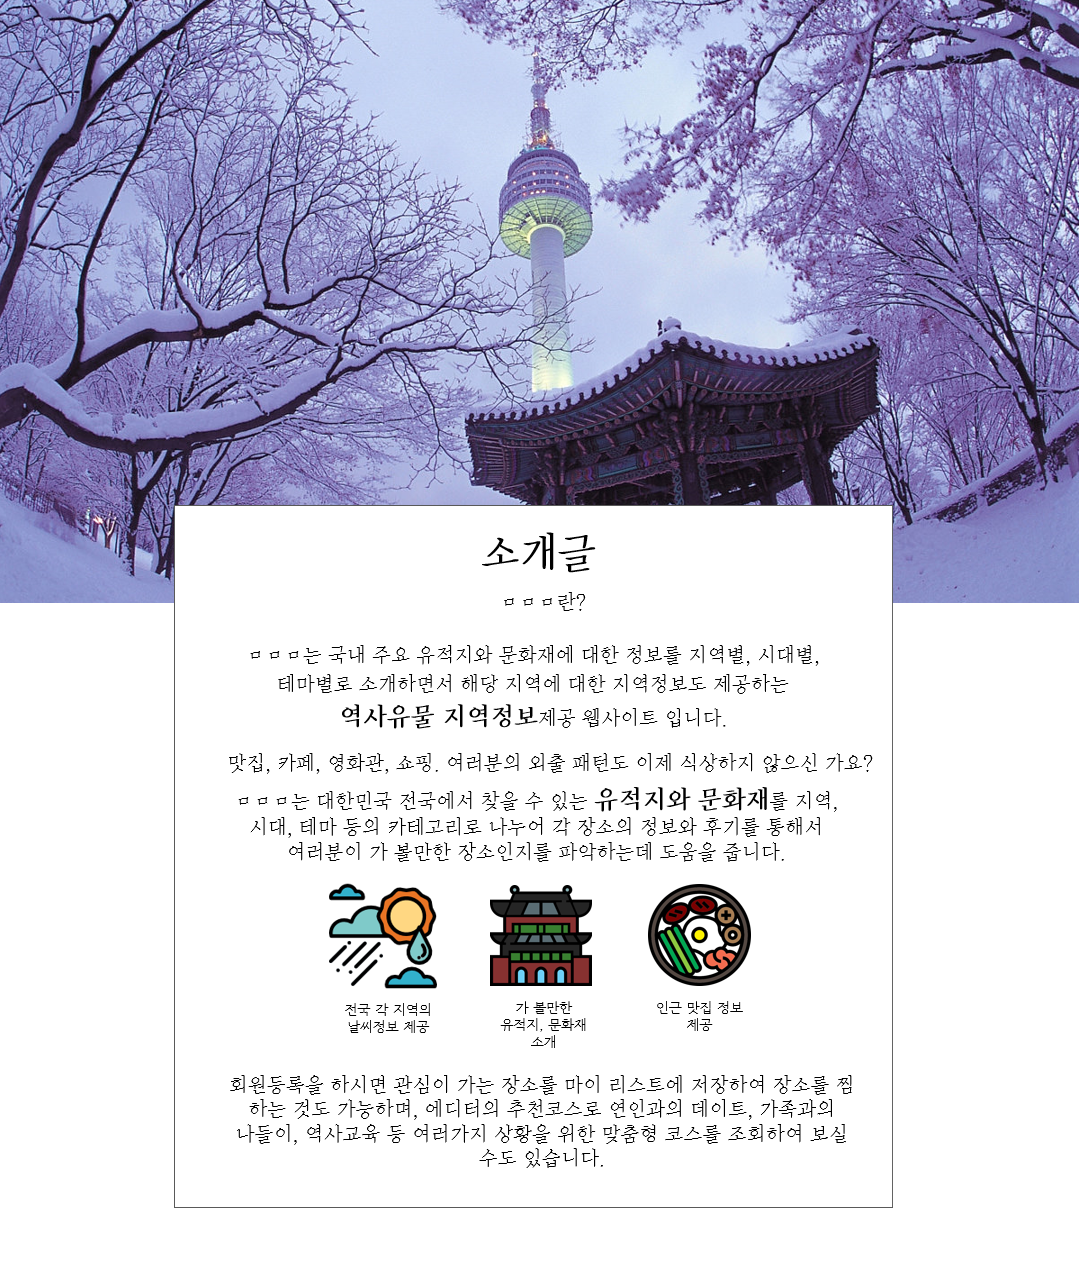 소개글
ㅁㅁㅁ란?
ㅁㅁㅁ는 국내 주요 유적지와 문화재에 대한 정보를 지역별, 시대별,
테마별로 소개하면서 해당 지역에 대한 지역정보도 제공하는
역사유물 지역정보제공 웹사이트 입니다.
맛집, 카페, 영화관, 쇼핑. 여러분의 외출 패턴도 이제 식상하지 않으신 가요?
ㅁㅁㅁ는 대한민국 전국에서 찾을 수 있는 유적지와 문화재를 지역,
시대, 테마 등의 카테고리로 나누어 각 장소의 정보와 후기를 통해서
여러분이 가 볼만한 장소인지를 파악하는데 도움을 줍니다.
전국 각 지역의
날씨정보 제공
가 볼만한
유적지, 문화재
소개
인근 맛집 정보
제공
회원등록을 하시면 관심이 가는 장소를 마이 리스트에 저장하여 장소를 찜
하는 것도 가능하며, 에디터의 추천코스로 연인과의 데이트, 가족과의
나들이, 역사교육 등 여러가지 상황을 위한 맞춤형 코스를 조회하여 보실
수도 있습니다.